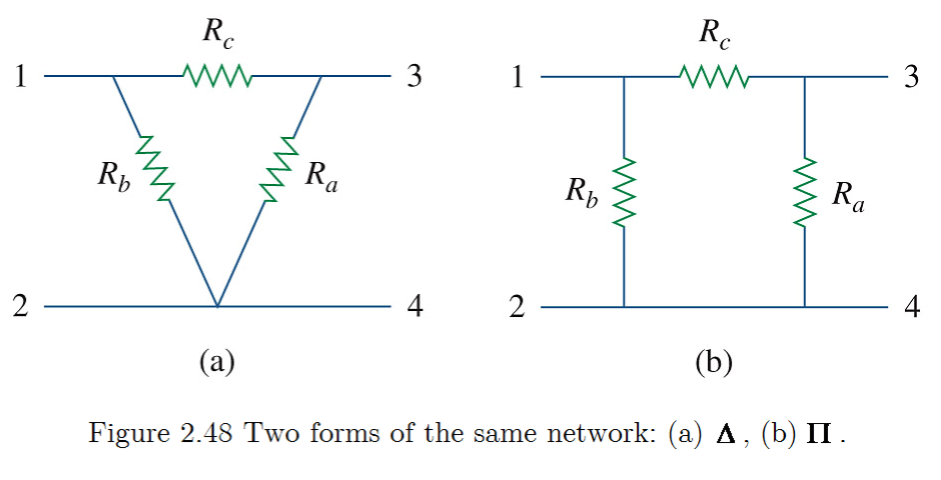 R_c R_c
1 3 1 3
R_b R_a R_b R_a
2 4 2 4
(a) (b)
Figure 2.48 Two forms of the same network: (a) Δ , (b) Π .